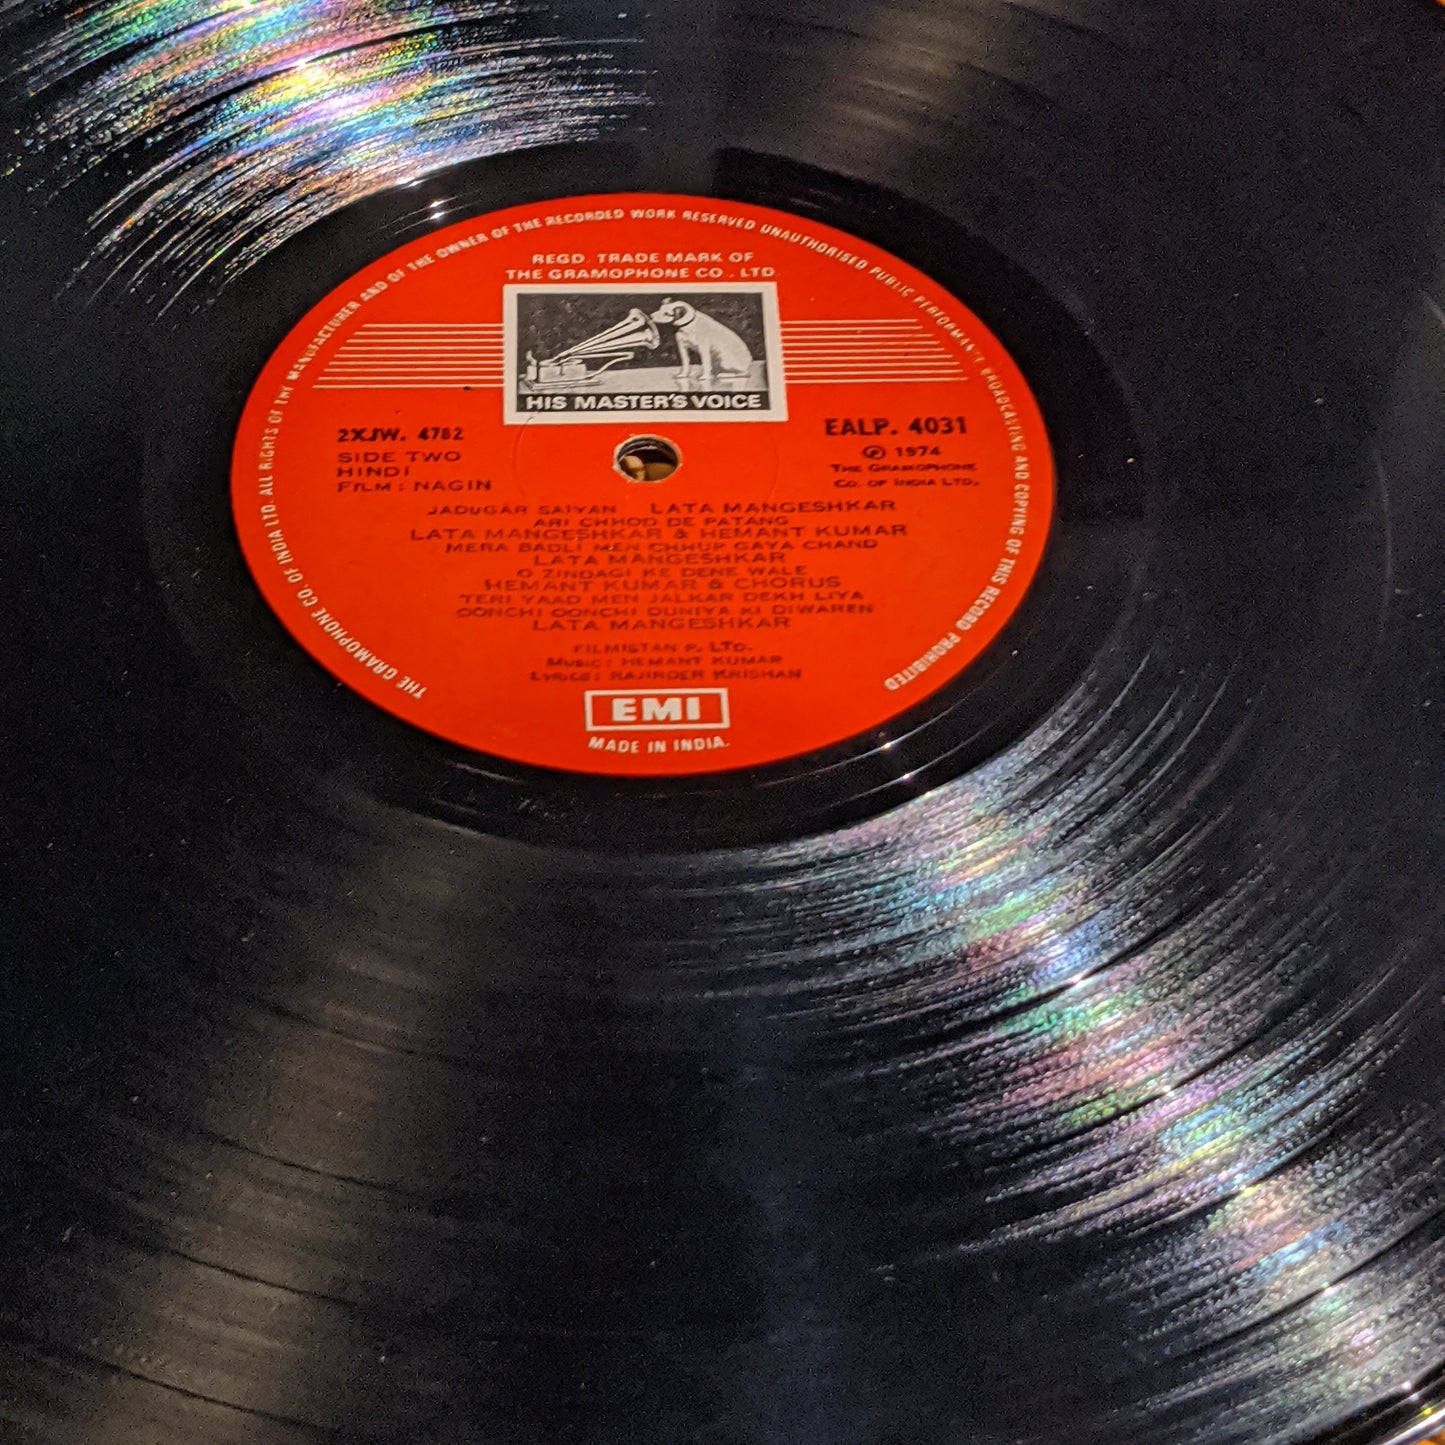 THE GRAMOPHONE CO. OF INDIA LTD. ALL RIGHTS OF THE MANUFACTURER AND OF THE OWNER OF THE RECORDED WORK RESERVED UNAUTHORISED PUBLIC PERFORMANCE BROADCASTING AND COPYING OF THIS RECORD PROHIBITED
REGD. TRADE MARK OF
THE GRAMOPHONE CO. LTD
HIS MASTER'S VOICE
2XJW. 4782
SIDE TWO
HINDI
FILM : NAGIN
EALP. 4031
℗ 1974
THE GRAMOPHONE
CO. OF INDIA LTD.
JADUGAR SAIYAN LATA MANGESHKAR
ARI CHHOD DE PATANG
LATA MANGESHKAR & HEMANT KUMAR
MERA BADLI MEN CHHUP GAYA CHAND
LATA MANGESHKAR
O ZINDAGI KE DENE WALE
HEMANT KUMAR & CHORUS
TERI YAAD MEN JALKAR DEKH LIYA
OONCHI OONCHI DUNIYA KI DIWAREN
LATA MANGESHKAR
FILMISTAN P. LTD.
MUSIC : HEMANT KUMAR
LYRICS : RAJINDER KRISHAN
EMI
MADE IN INDIA.